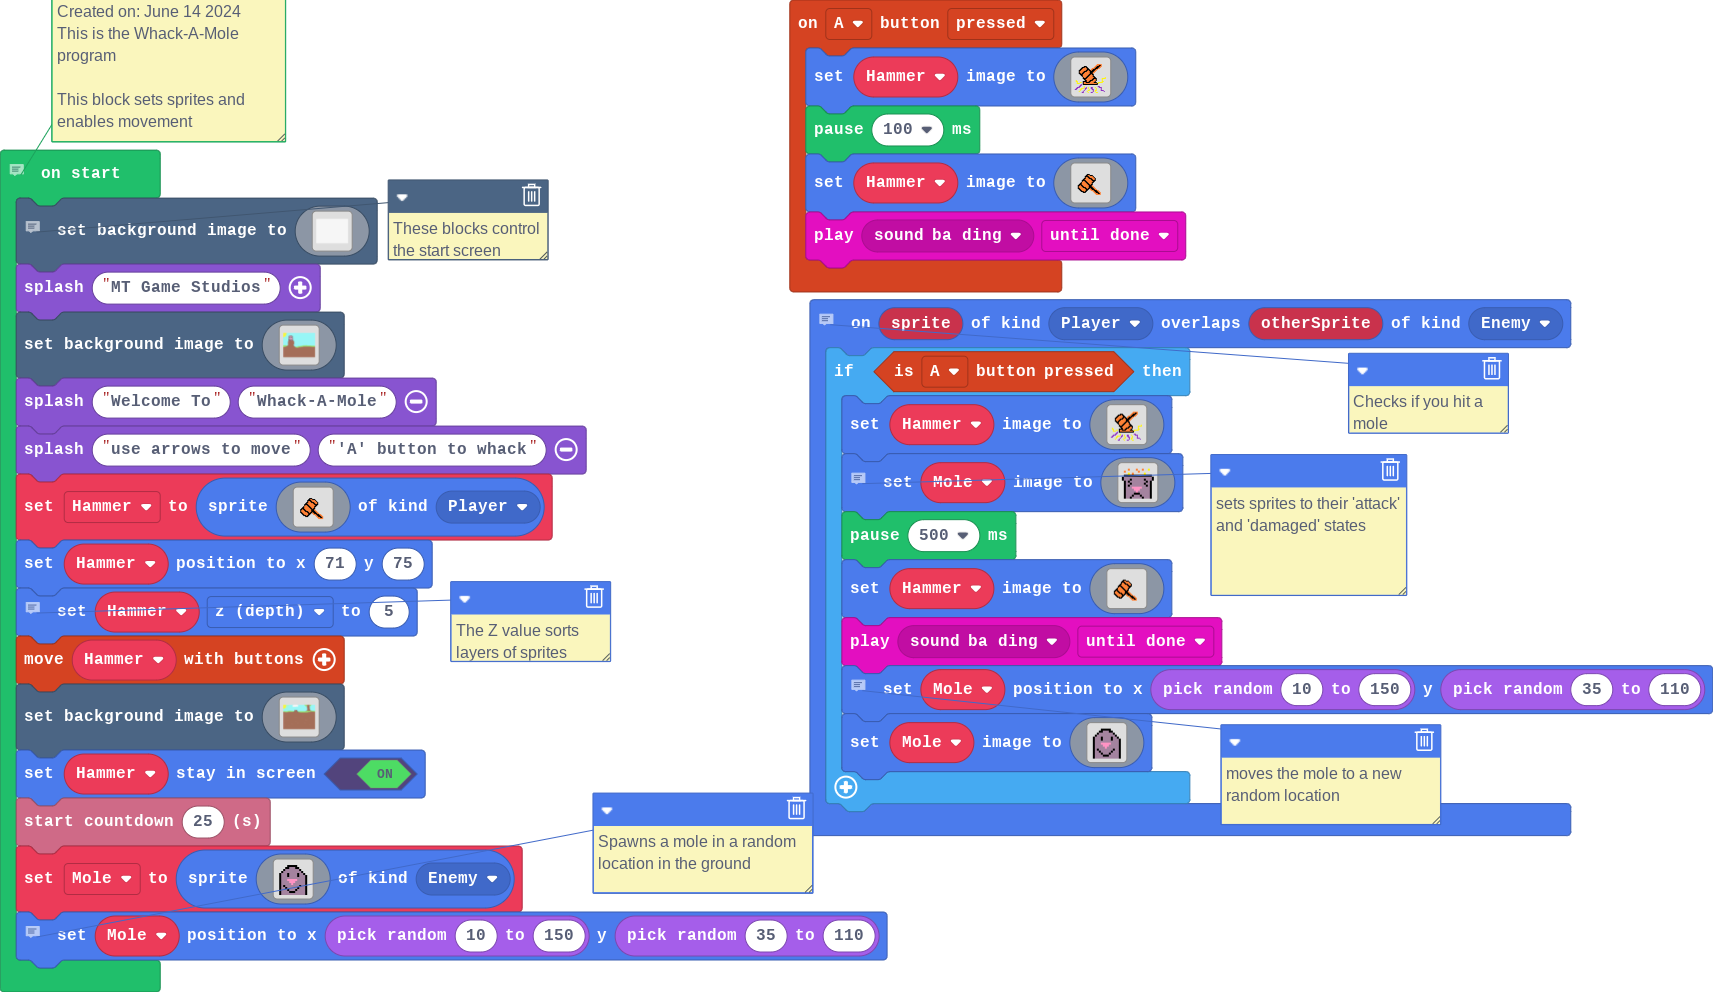 Created on: June 14 2024
This is the Whack-A-Mole
program
This block sets sprites and
enables movement
on start
set background image to
These blocks control
the start screen
splash "MT Game Studios"
set background image to
splash "Welcome To" "Whack-A-Mole"
splash "use arrows to move" "'A' button to whack"
set Hammer to sprite of kind Player
set Hammer position to x 71 y 75
set Hammer z (depth) to 5
The Z value sorts
layers of sprites
move Hammer with buttons
set background image to
set Hammer stay in screen ON
start countdown 25 (s)
set Mole to sprite of kind Enemy
Spawns a mole in a random
location in the ground
set Mole position to x pick random 10 to 150 y pick random 35 to 110
on A button pressed
set Hammer image to
pause 100 ms
set Hammer image to
play sound ba ding until done
on sprite of kind Player overlaps otherSprite of kind Enemy
Checks if you hit a
mole
if is A button pressed then
set Hammer image to
set Mole image to
sets sprites to their 'attack'
and 'damaged' states
pause 500 ms
set Hammer image to
play sound ba ding until done
set Mole position to x pick random 10 to 150 y pick random 35 to 110
moves the mole to a new
random location
set Mole image to